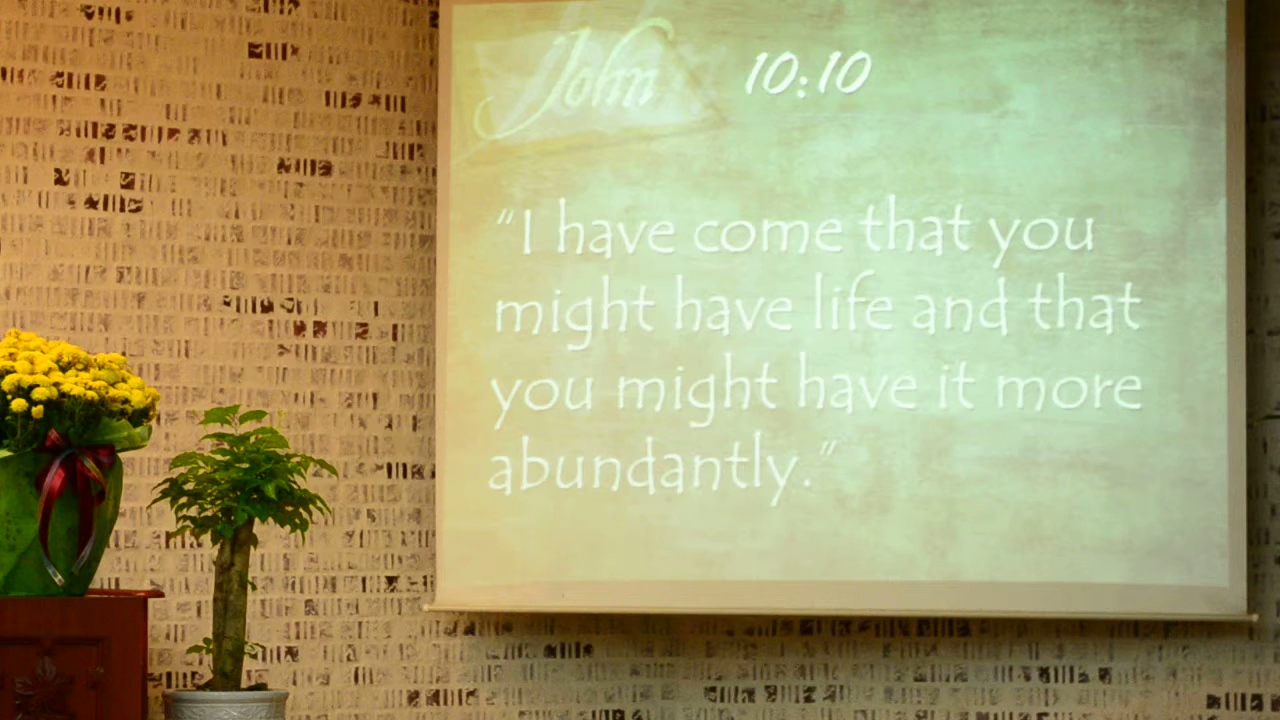 John 10:10
“I have come that you
might have life and that
you might have it more
abundantly.”